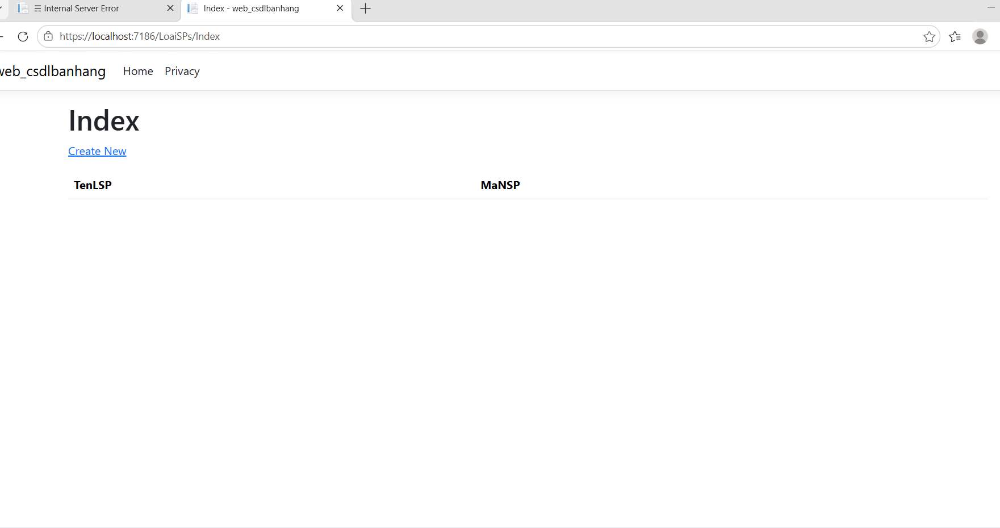 Internal Server Error
Index - web_csdlbanhang
https://localhost:7186/LoaiSPs/Index
web_csdlbanhang Home Privacy
Index
Create New
TenLSP MaNSP